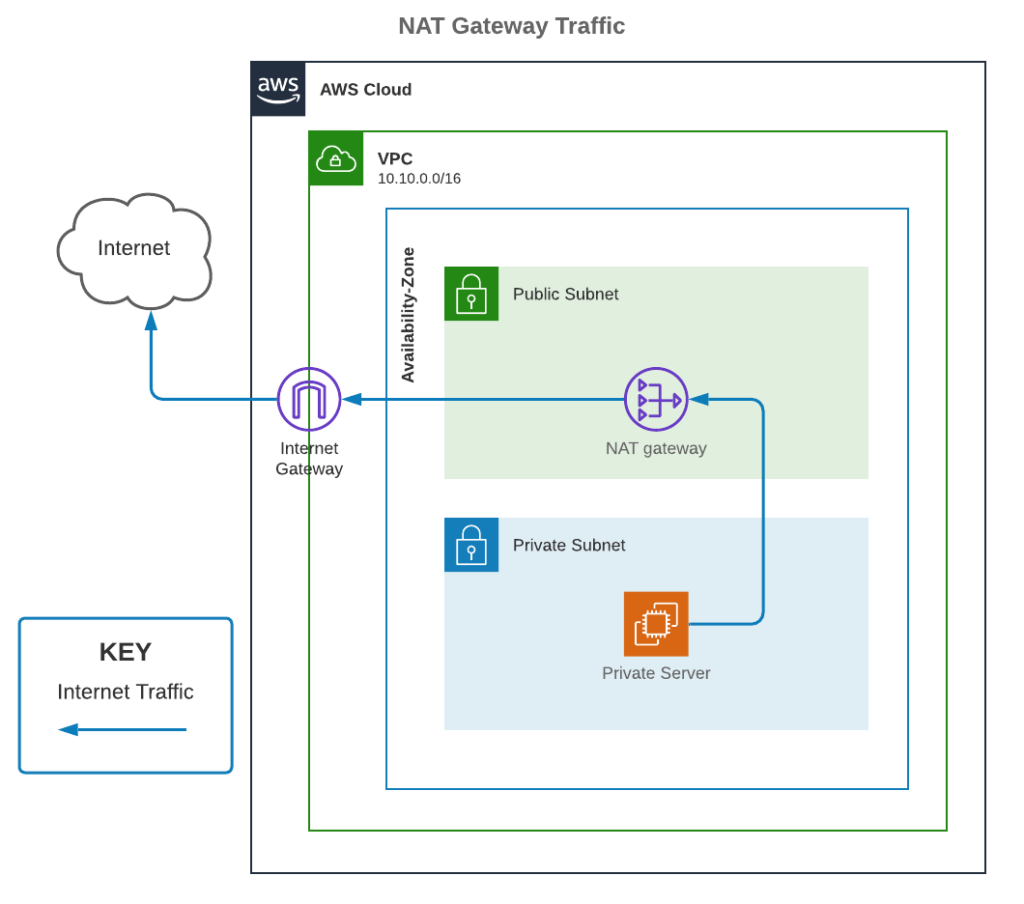 NAT Gateway Traffic
aws
AWS Cloud
VPC
10.10.0.0/16
Internet
Availability-Zone
Public Subnet
Internet
Gateway
NAT gateway
Private Subnet
Private Server
KEY
Internet Traffic